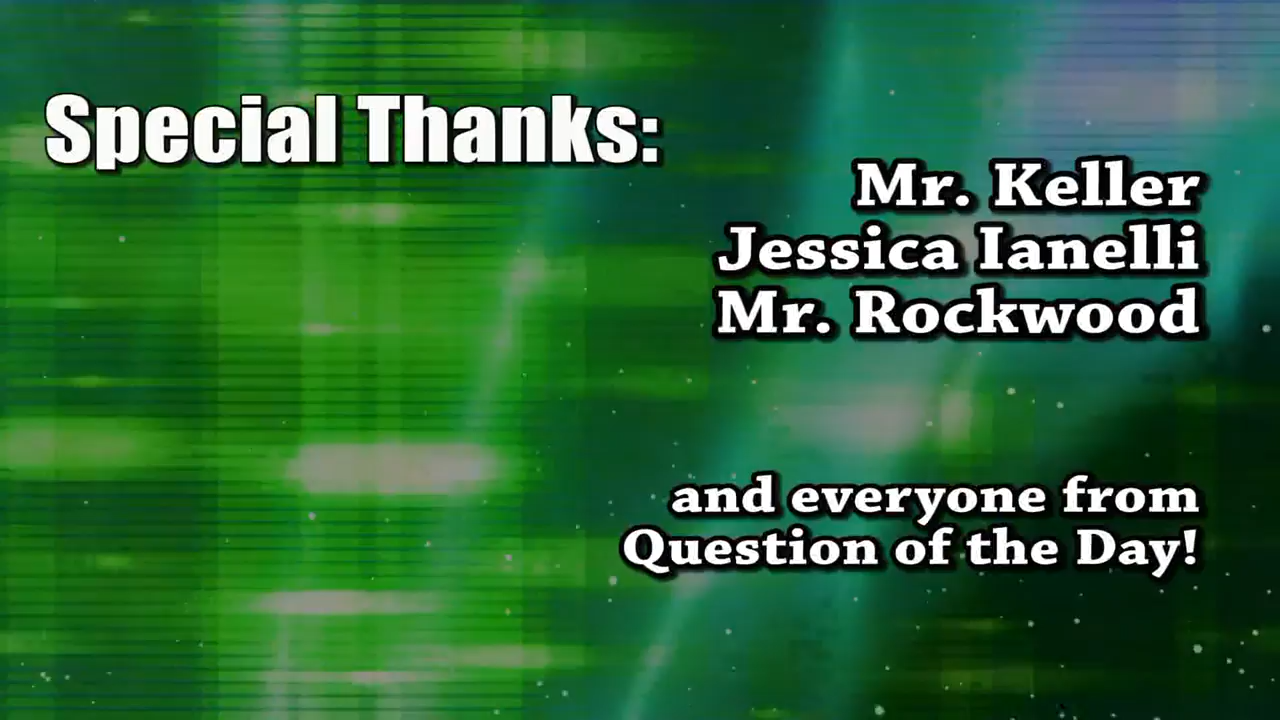 Special Thanks:
Mr. Keller
Jessica Ianelli
Mr. Rockwood
and everyone from
Question of the Day!